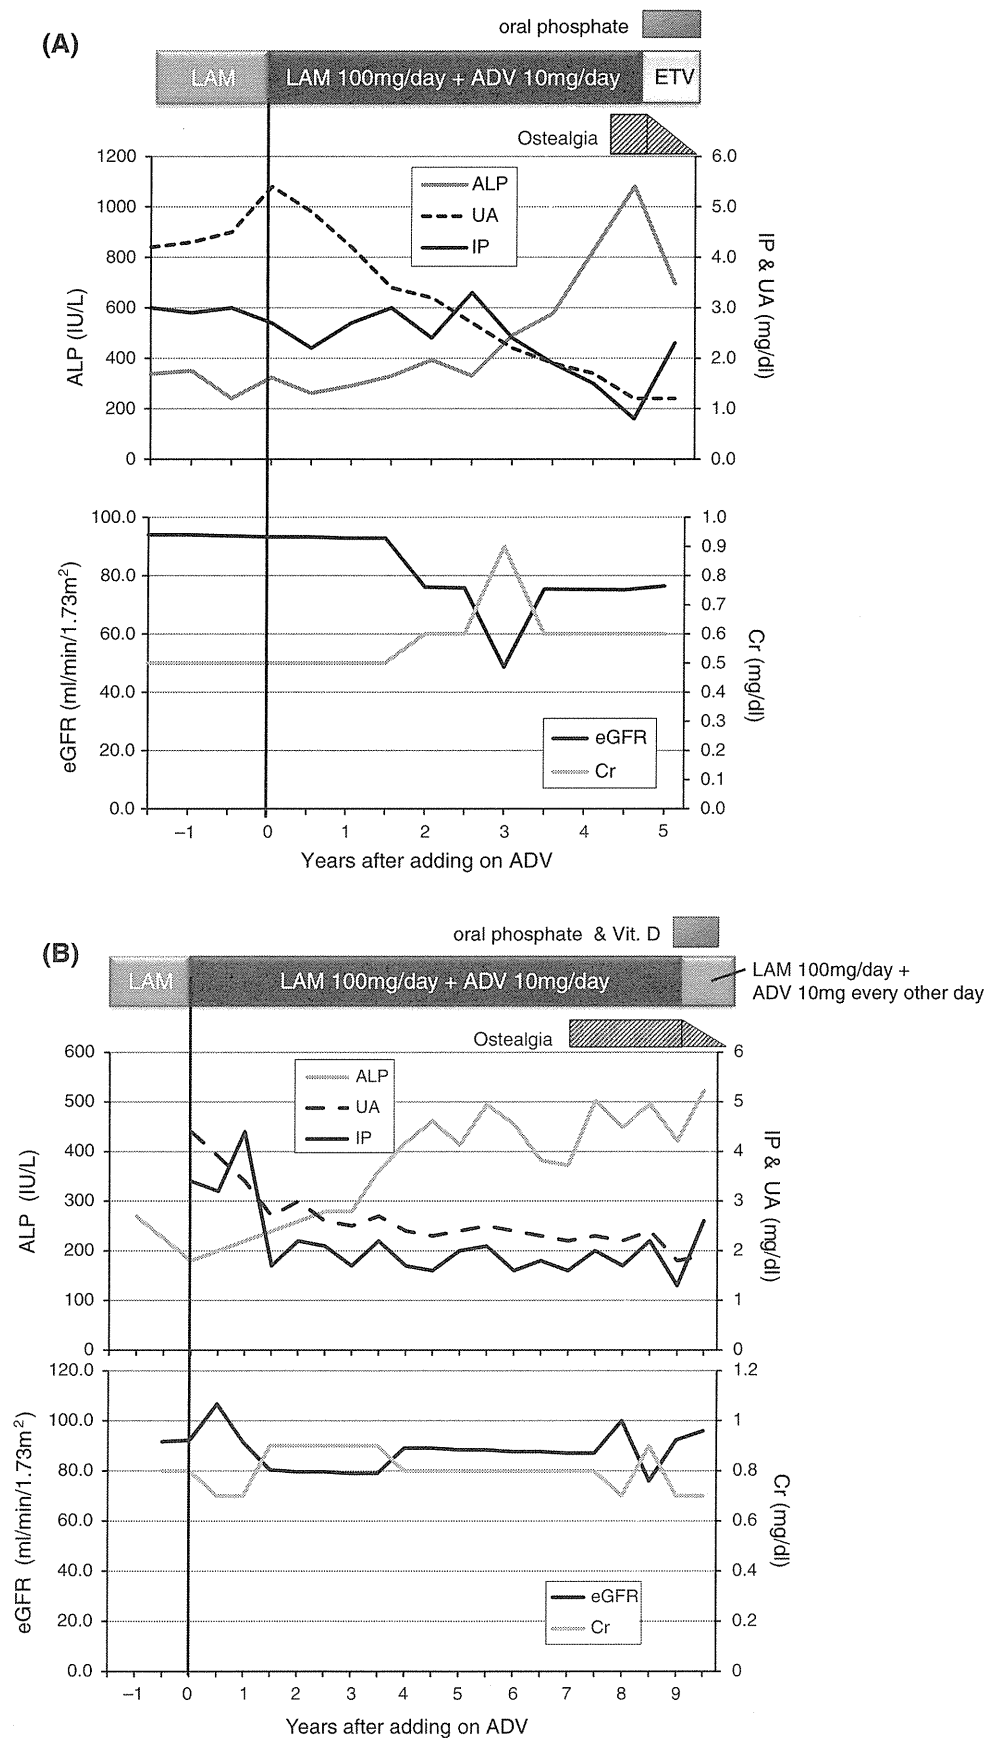 (A)
oral phosphate
LAM
LAM 100mg/day + ADV 10mg/day
ETV
Ostealgia
1200
1000
800
600
400
200
0
ALP (IU/L)
ALP
UA
IP
6.0
5.0
4.0
3.0
2.0
1.0
0.0
IP & UA (mg/dl)
100.0
80.0
60.0
40.0
20.0
0.0
eGFR (ml/min/1.73m²)
eGFR
Cr
1.0
0.9
0.8
0.7
0.6
0.5
0.4
0.3
0.2
0.1
0.0
Cr (mg/dl)
–1 0 1 2 3 4 5
Years after adding on ADV
(B)
oral phosphate & Vit. D
LAM
LAM 100mg/day + ADV 10mg/day
LAM 100mg/day +
ADV 10mg every other day
Ostealgia
600
500
400
300
200
100
0
ALP (IU/L)
ALP
UA
IP
6
5
4
3
2
1
0
IP & UA (mg/dl)
120.0
100.0
80.0
60.0
40.0
20.0
0.0
eGFR (ml/min/1.73m²)
eGFR
Cr
1.2
1
0.8
0.6
0.4
0.2
0
Cr (mg/dl)
–1 0 1 2 3 4 5 6 7 8 9
Years after adding on ADV